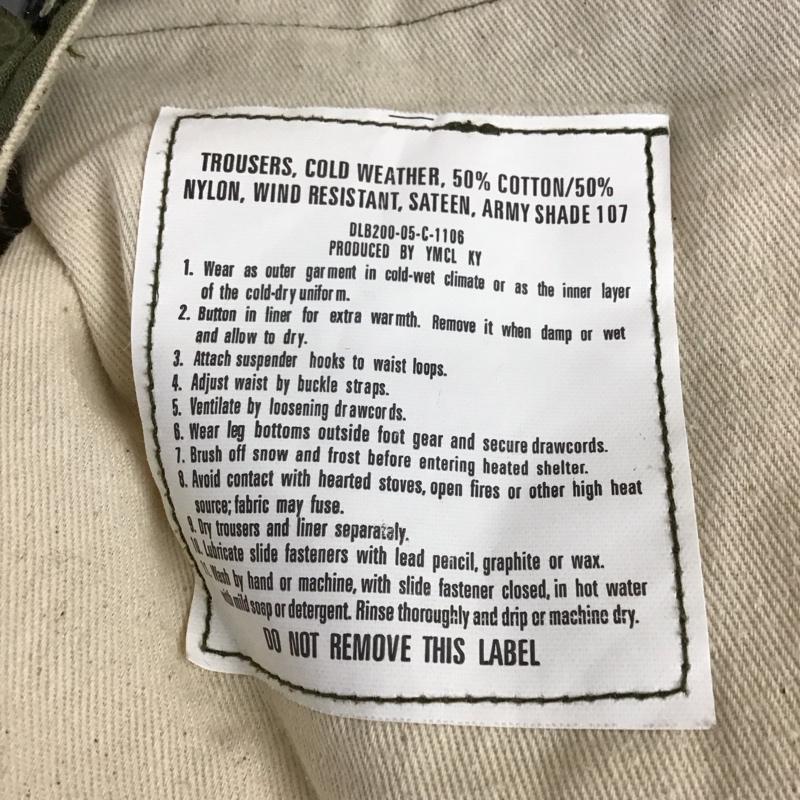 TROUSERS, COLD WEATHER, 50% COTTON/50%
NYLON, WIND RESISTANT, SATEEN, ARMY SHADE 107
DLB200-05-C-1106
PRODUCED BY YMCL KY
1. Wear as outer garment in cold-wet climate or as the inner layer
of the cold-dry uniform.
2. Button in liner for extra warmth. Remove it when damp or wet
and allow to dry.
3. Attach suspender hooks to waist loops.
4. Adjust waist by buckle straps.
5. Ventilate by loosening drawcords.
6. Wear leg bottoms outside foot gear and secure drawcords.
7. Brush off snow and frost before entering heated shelter.
8. Avoid contact with hearted stoves, open fires or other high heat
source; fabric may fuse.
9. Dry trousers and liner separately.
10. Lubricate slide fasteners with lead pencil, graphite or wax.
11. Wash by hand or machine, with slide fastener closed, in hot water
with mild soap or detergent. Rinse thoroughly and drip or machine dry.
DO NOT REMOVE THIS LABEL